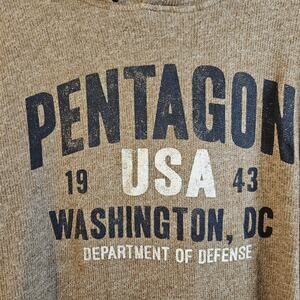 PENTAGON
USA
19 43
WASHINGTON, DC
DEPARTMENT OF DEFENSE